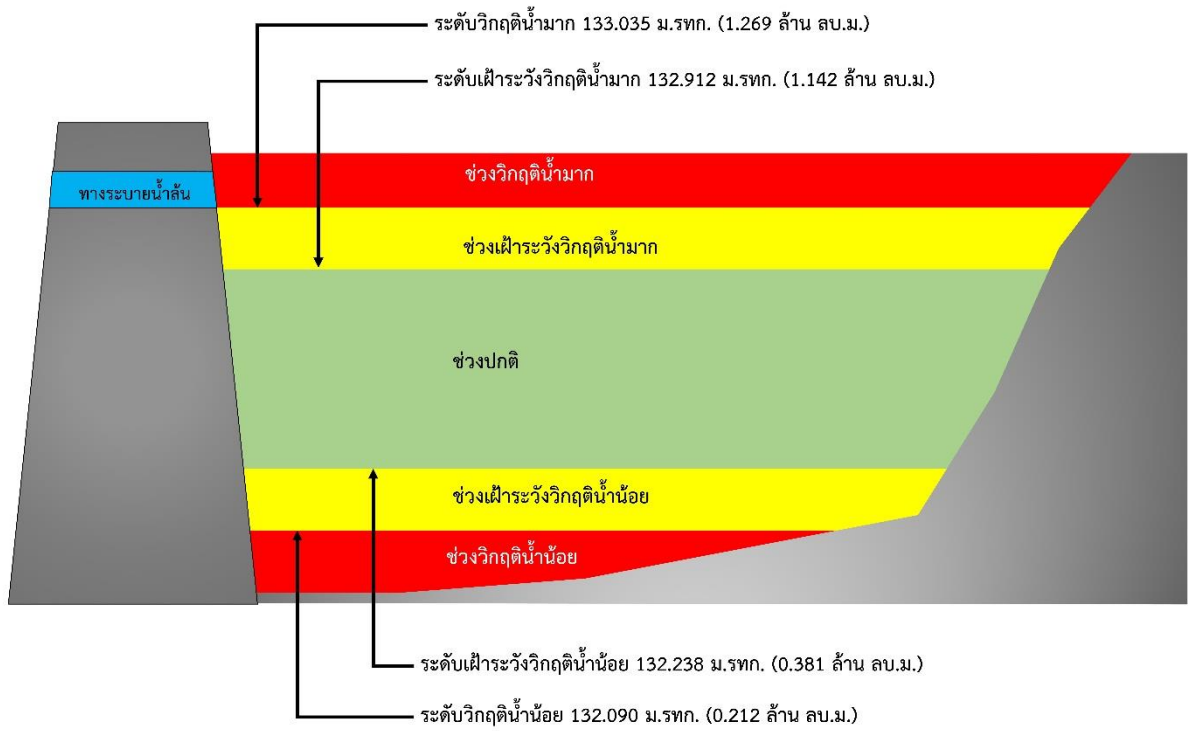 ระดับวิกฤติน้ำมาก 133.035 ม.รทก. (1.269 ล้าน ลบ.ม.)
ระดับเฝ้าระวังวิกฤติน้ำมาก 132.912 ม.รทก. (1.142 ล้าน ลบ.ม.)
ช่วงวิกฤติน้ำมาก
ทางระบายน้ำล้น
ช่วงเฝ้าระวังวิกฤติน้ำมาก
ช่วงปกติ
ช่วงเฝ้าระวังวิกฤติน้ำน้อย
ช่วงวิกฤติน้ำน้อย
ระดับเฝ้าระวังวิกฤติน้ำน้อย 132.238 ม.รทก. (0.381 ล้าน ลบ.ม.)
ระดับวิกฤติน้ำน้อย 132.090 ม.รทก. (0.212 ล้าน ลบ.ม.)